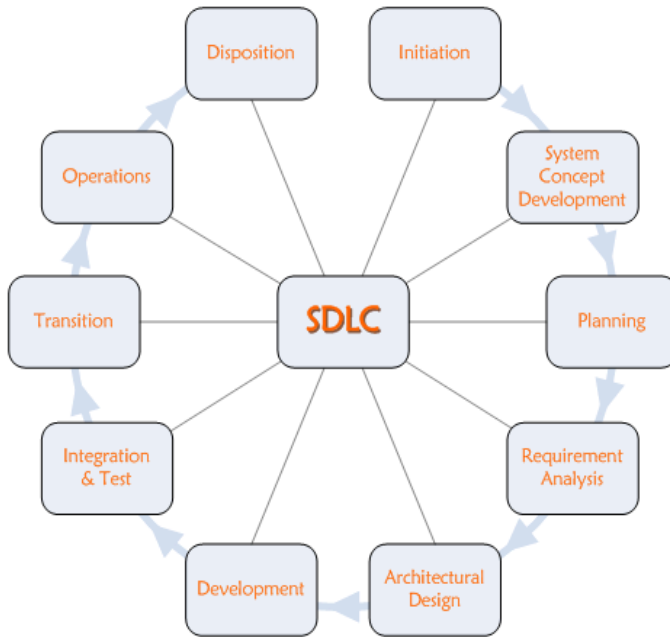 Disposition
Initiation
Operations
System
Concept
Development
SDLC
Transition
Planning
Integration
& Test
Requirement
Analysis
Development
Architectural
Design